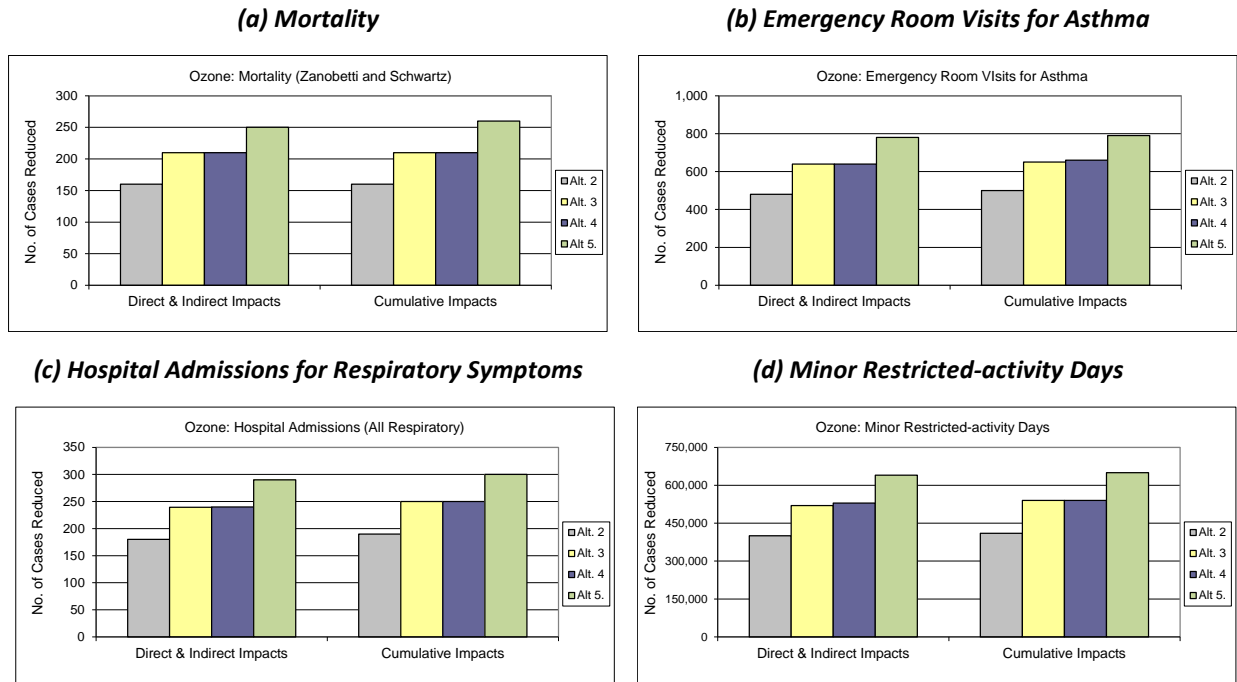 (a) Mortality
Ozone: Mortality (Zanobetti and Schwartz)
No. of Cases Reduced
300
250
200
150
100
50
0
Direct & Indirect Impacts
Cumulative Impacts
Alt. 2
Alt. 3
Alt. 4
Alt 5.
(b) Emergency Room Visits for Asthma
Ozone: Emergency Room VIsits for Asthma
No. of Cases Reduced
1,000
800
600
400
200
0
Direct & Indirect Impacts
Cumulative Impacts
Alt. 2
Alt. 3
Alt. 4
Alt 5.
(c) Hospital Admissions for Respiratory Symptoms
Ozone: Hospital Admissions (All Respiratory)
No. of Cases Reduced
350
300
250
200
150
100
50
0
Direct & Indirect Impacts
Cumulative Impacts
Alt. 2
Alt. 3
Alt. 4
Alt 5.
(d) Minor Restricted-activity Days
Ozone: Minor Restricted-activity Days
No. of Cases Reduced
750,000
600,000
450,000
300,000
150,000
0
Direct & Indirect Impacts
Cumulative Impacts
Alt. 2
Alt. 3
Alt. 4
Alt 5.